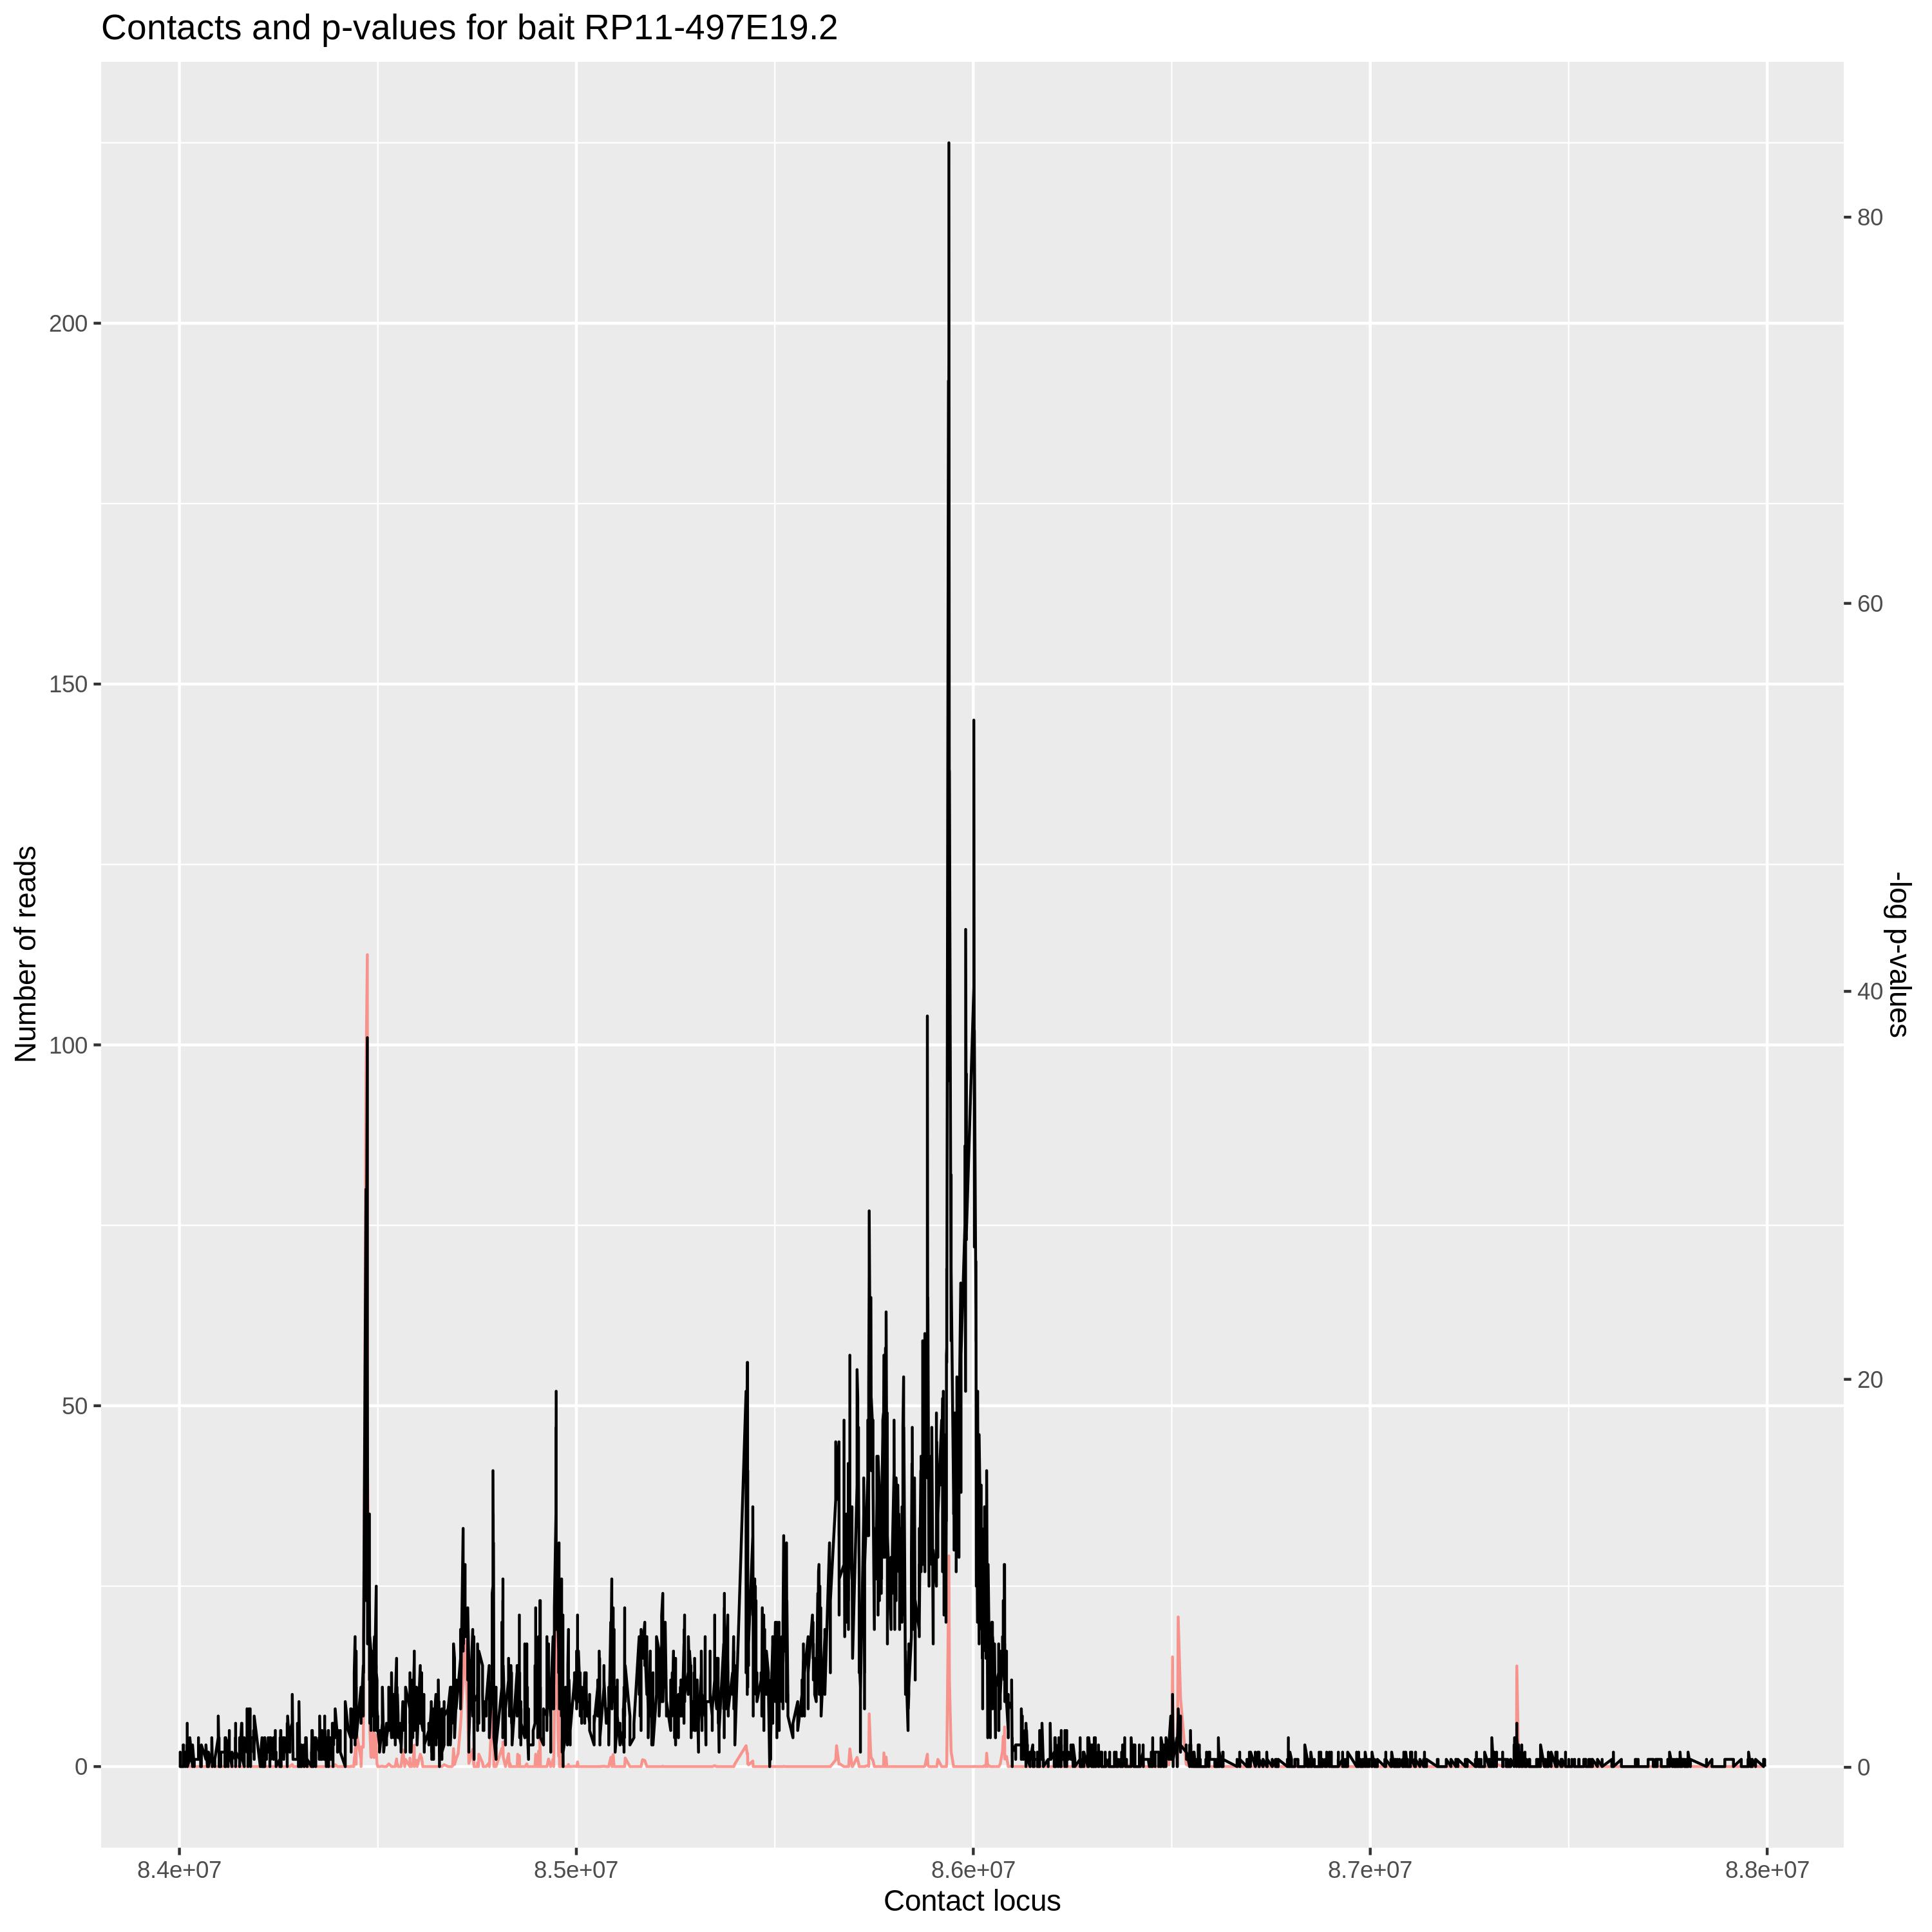 Contacts and p-values for bait RP11-497E19.2
Number of reads
200
150
100
50
0
80
60
40
20
0
-log p-values
8.4e+07 8.5e+07 8.6e+07 8.7e+07 8.8e+07
Contact locus